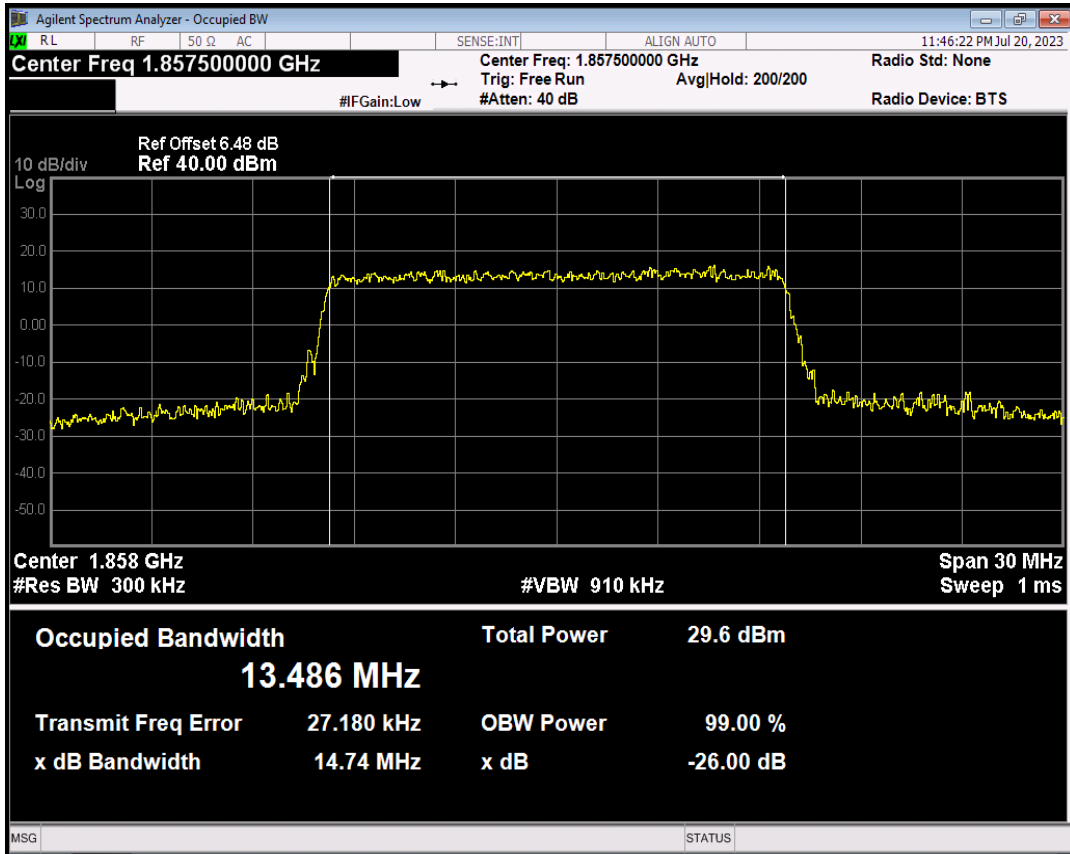 Agilent Spectrum Analyzer - Occupied BW
LXI RL RF 50 Ω AC SENSE:INT ALIGN AUTO 11:46:22 PM Jul 20, 2023
Center Freq 1.857500000 GHz Center Freq: 1.857500000 GHz Radio Std: None
Trig: Free Run Avg|Hold: 200/200
#IFGain:Low #Atten: 40 dB Radio Device: BTS
Ref Offset 6.48 dB
10 dB/div Ref 40.00 dBm
Log
30.0
20.0
10.0
0.00
-10.0
-20.0
-30.0
-40.0
-50.0
Center 1.858 GHz Span 30 MHz
#Res BW 300 kHz #VBW 910 kHz Sweep 1 ms
Occupied Bandwidth Total Power 29.6 dBm
13.486 MHz
Transmit Freq Error 27.180 kHz OBW Power 99.00 %
x dB Bandwidth 14.74 MHz x dB -26.00 dB
MSG STATUS